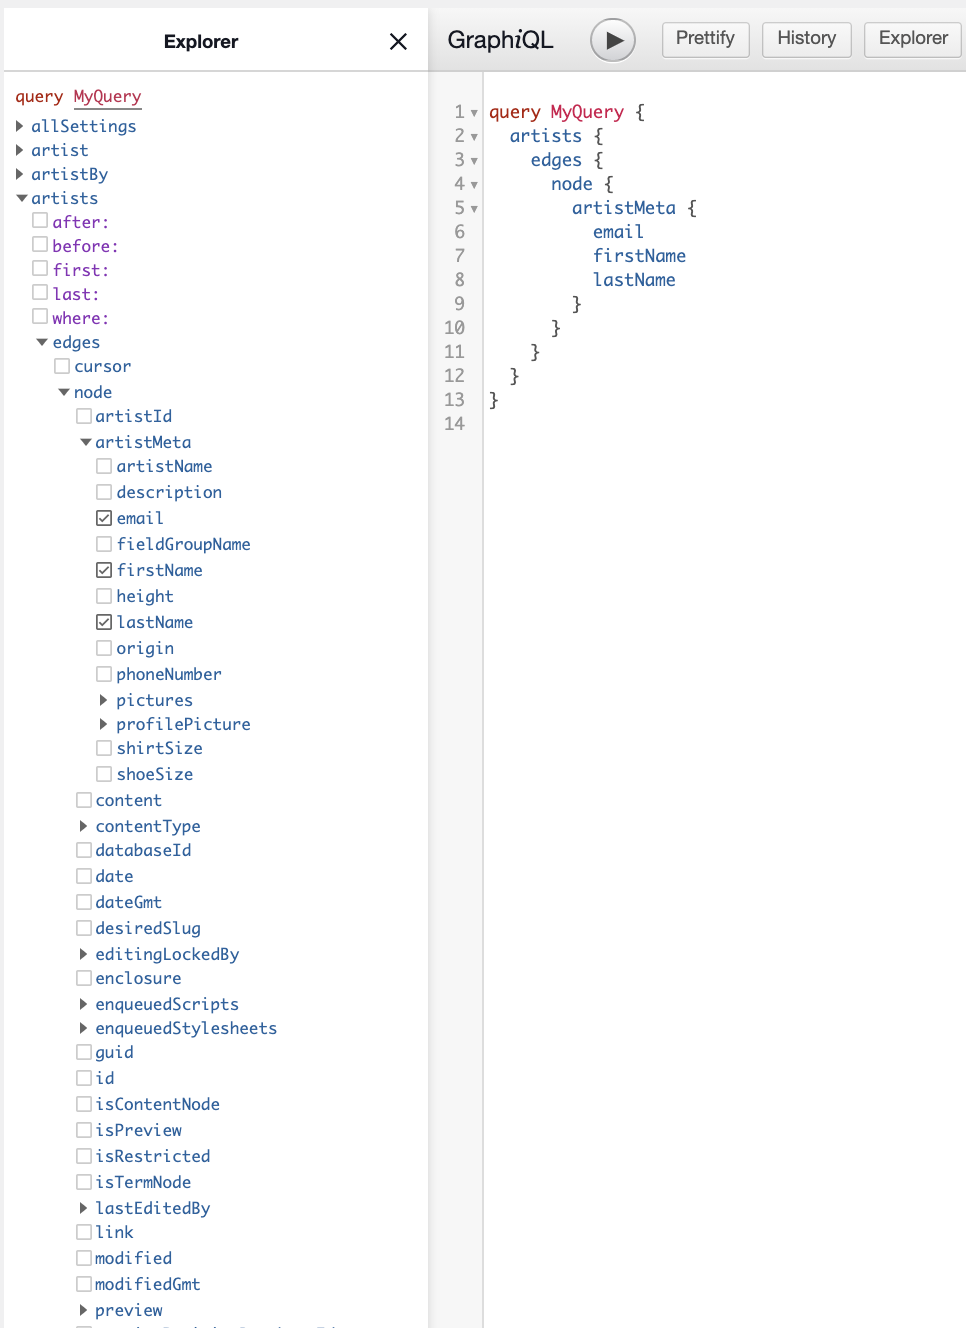 Explorer
query MyQuery
allSettings
artist
artistBy
artists
after:
before:
first:
last:
where:
edges
cursor
node
artistId
artistMeta
artistName
description
email
fieldGroupName
firstName
height
lastName
origin
phoneNumber
pictures
profilePicture
shirtSize
shoeSize
content
contentType
databaseId
date
dateGmt
desiredSlug
editingLockedBy
enclosure
enqueuedScripts
enqueuedStylesheets
guid
id
isContentNode
isPreview
isRestricted
isTermNode
lastEditedBy
link
modified
modifiedGmt
preview
GraphiQL
Prettify
History
Explorer
1 query MyQuery {
2 artists {
3 edges {
4 node {
5 artistMeta {
6 email
7 firstName
8 lastName
9 }
10 }
11 }
12 }
13 }
14